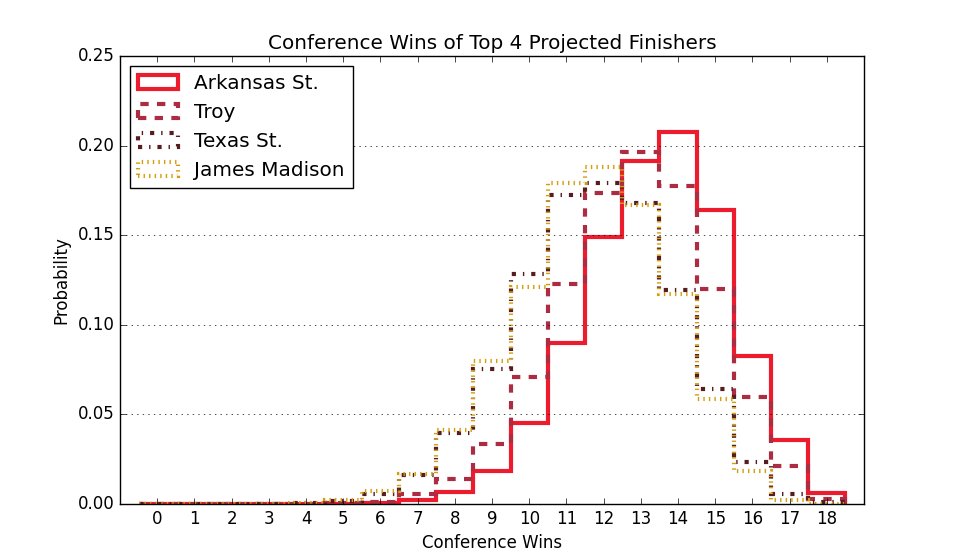 Conference Wins of Top 4 Projected Finishers
0.25
0.20
0.15
0.10
0.05
0.00
Probability
Arkansas St.
Troy
Texas St.
James Madison
0 1 2 3 4 5 6 7 8 9 10 11 12 13 14 15 16 17 18
Conference Wins